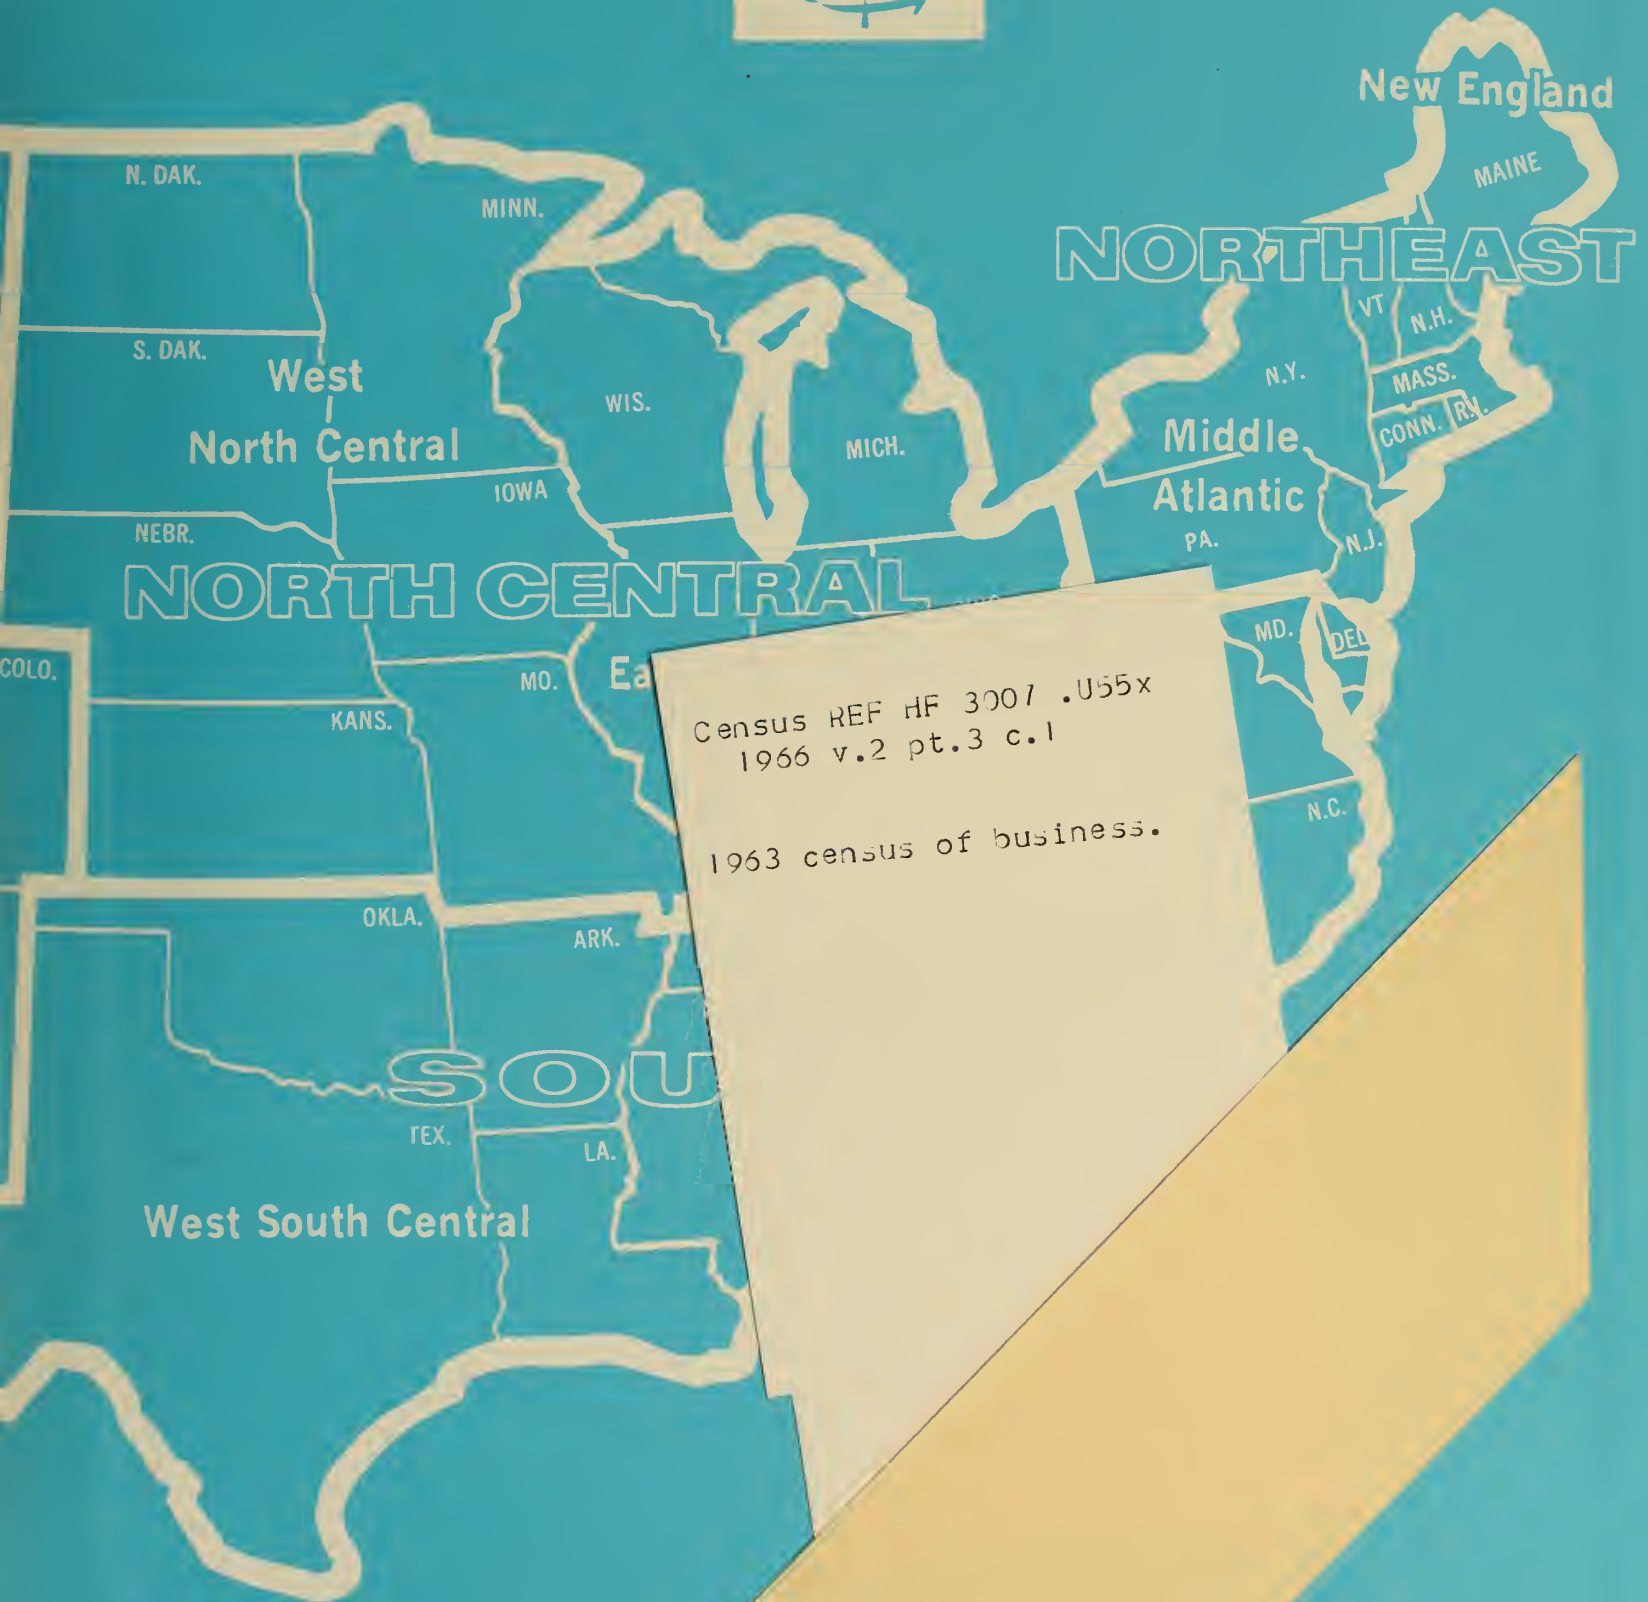 New England
MAINE
N. DAK.
MINN.
NORTHEAST
VT
N.H.
S. DAK.
West
North Central
WIS.
MICH.
N.Y.
MASS.
CONN.
R.I.
Middle
Atlantic
IOWA
NEBR.
PA.
N.J.
NORTH CENTRAL
MD.
DEL
COLO.
MO.
Ea
KANS.
Census REF HF 3007 .U55x
1966 v.2 pt.3 c.1
1963 census of business.
N.C.
OKLA.
ARK.
SOU
TEX.
LA.
West South Central